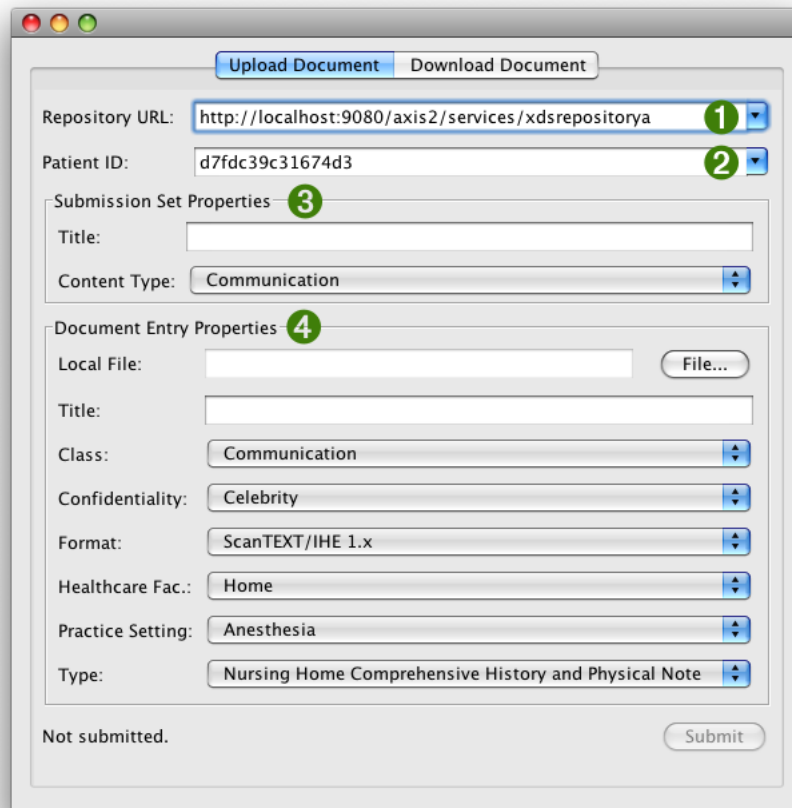 Upload Document Download Document
Repository URL: http://localhost:9080/axis2/services/xdsrepositorya 1
Patient ID: d7fdc39c31674d3 2
Submission Set Properties 3
Title:
Content Type: Communication
Document Entry Properties 4
Local File: File...
Title:
Class: Communication
Confidentiality: Celebrity
Format: ScanTEXT/IHE 1.x
Healthcare Fac.: Home
Practice Setting: Anesthesia
Type: Nursing Home Comprehensive History and Physical Note
Not submitted. Submit